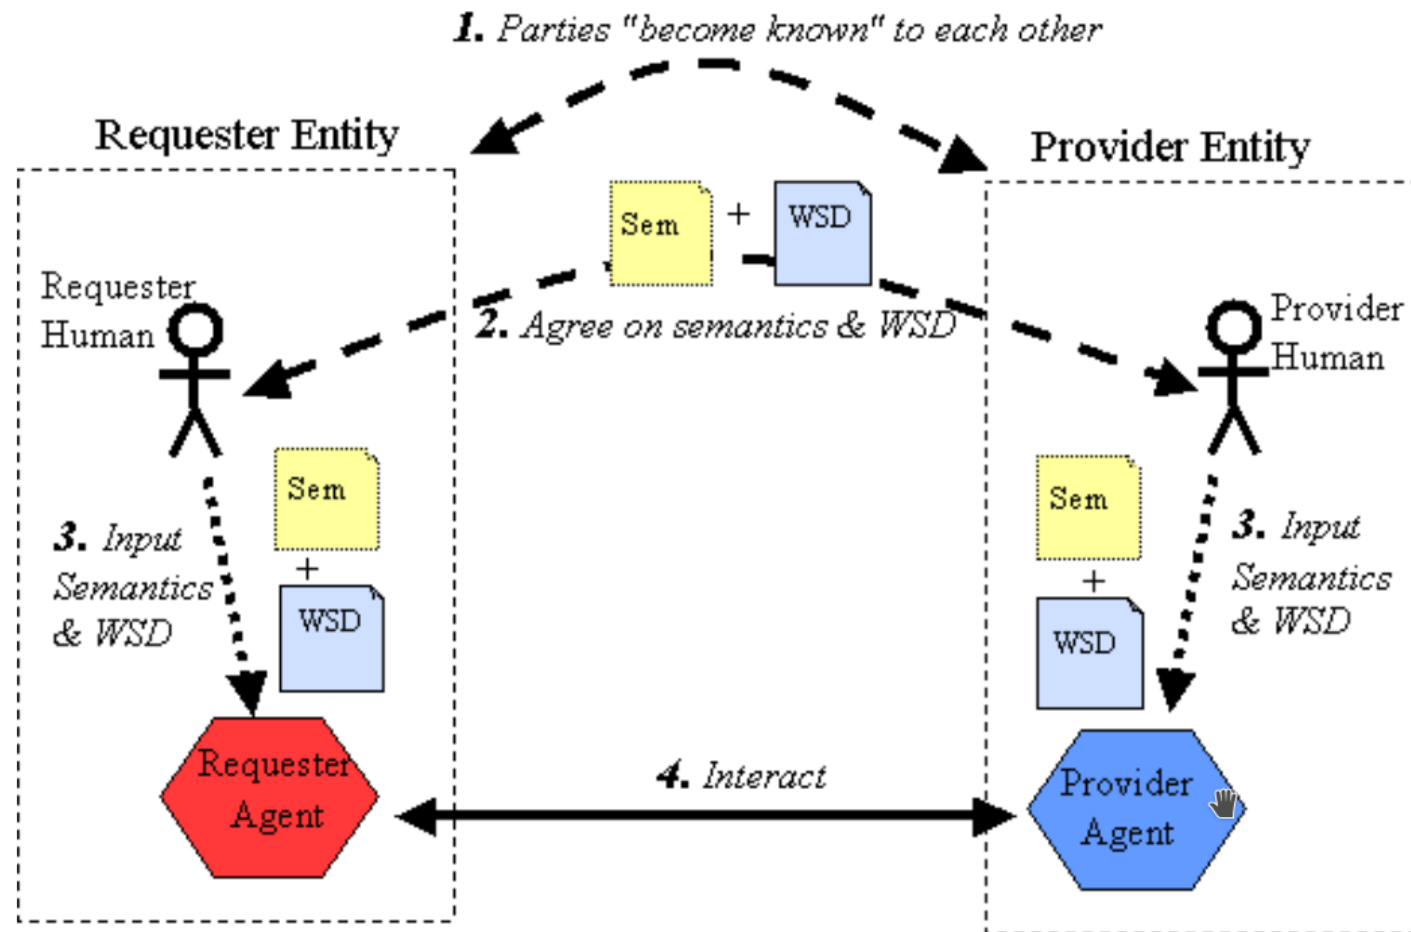 1. Parties "become known" to each other
Requester Entity
Provider Entity
Sem
+
WSD
Requester
Human
2. Agree on semantics & WSD
Provider
Human
Sem
+
WSD
3. Input
Semantics
& WSD
Sem
+
WSD
3. Input
Semantics
& WSD
Requester
Agent
4. Interact
Provider
Agent